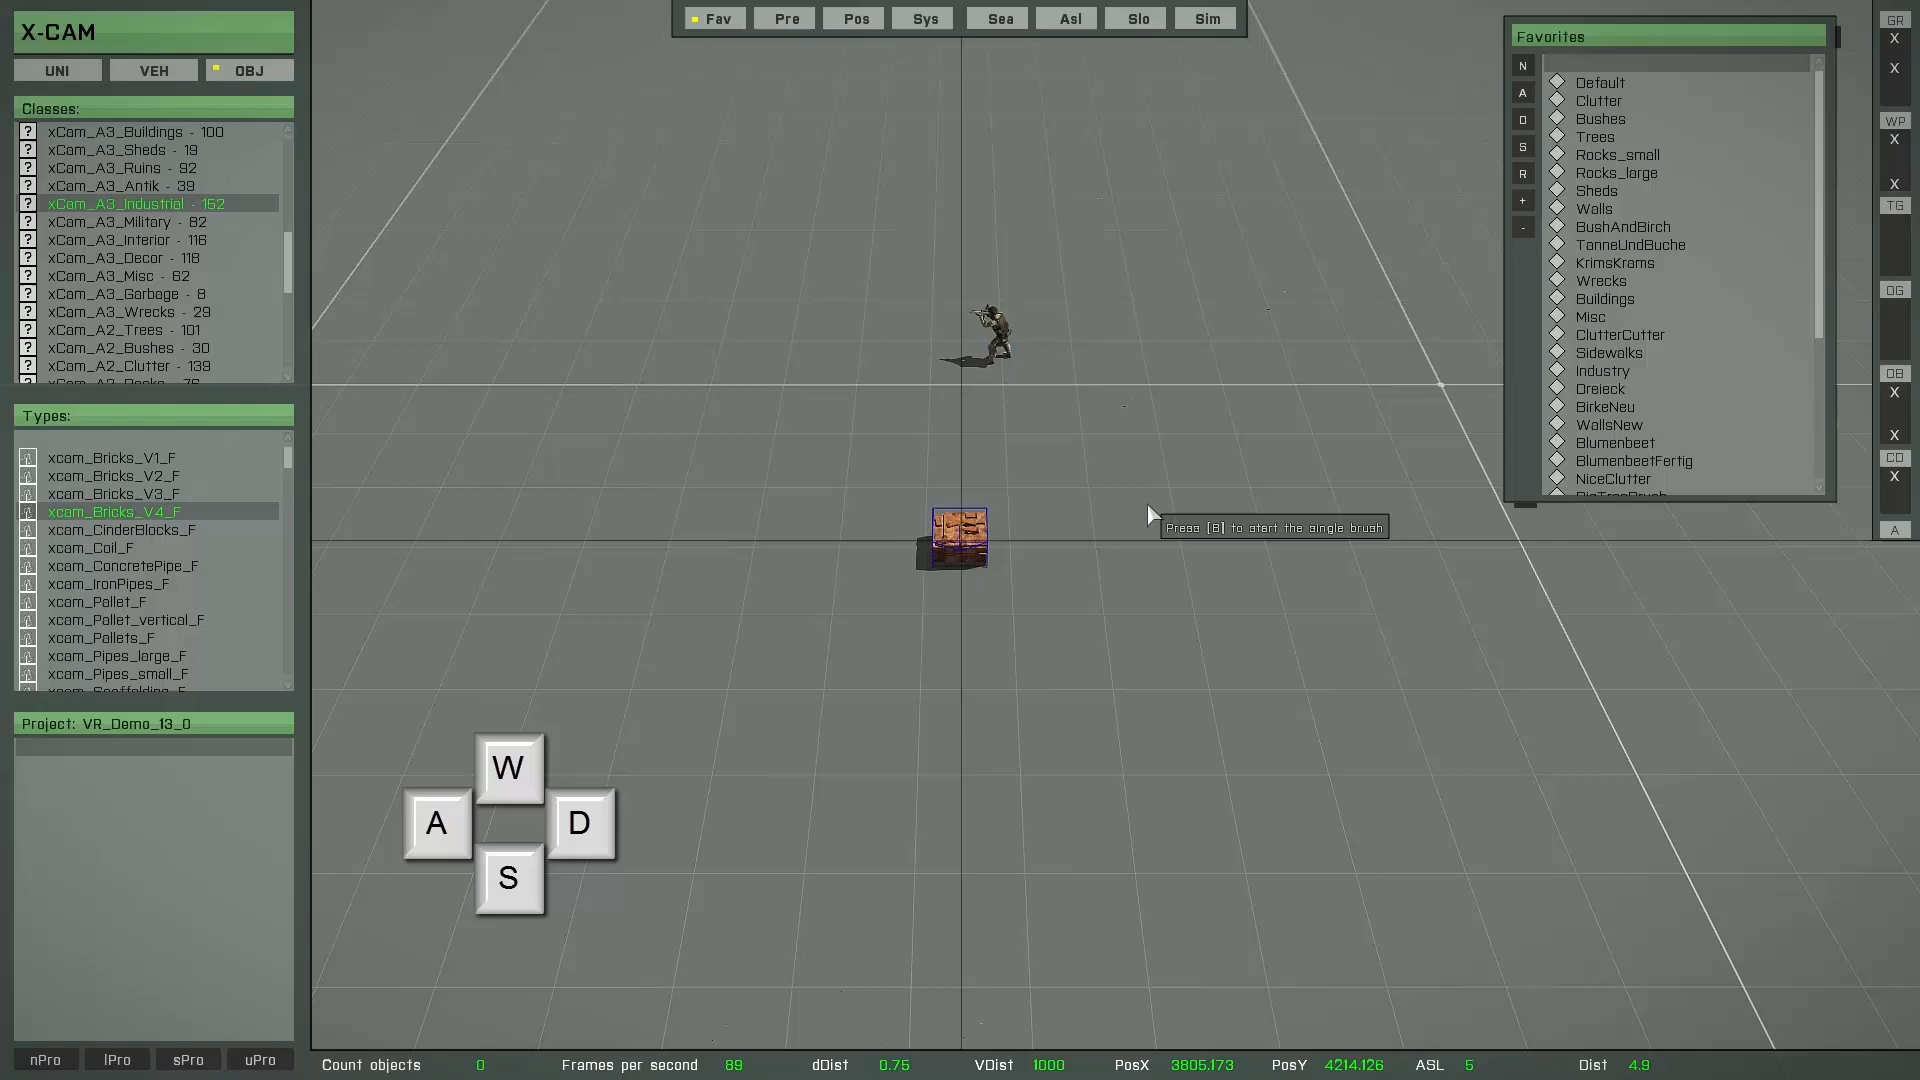 X-CAM
UNI VEH OBJ
Classes:
? xCam_A3_Buildings - 100
? xCam_A3_Sheds - 19
? xCam_A3_Ruins - 92
? xCam_A3_Antik - 39
? xCam_A3_Industrial - 152
? xCam_A3_Military - 82
? xCam_A3_Interior - 116
? xCam_A3_Decor - 118
? xCam_A3_Misc - 62
? xCam_A3_Garbage - 8
? xCam_A3_Wrecks - 29
? xCam_A2_Trees - 101
? xCam_A2_Bushes - 30
? xCam_A2_Clutter - 139
Types:
xcam_Bricks_V1_F
xcam_Bricks_V2_F
xcam_Bricks_V3_F
xcam_Bricks_V4_F
xcam_CinderBlocks_F
xcam_Coil_F
xcam_ConcretePipe_F
xcam_IronPipes_F
xcam_Pallet_F
xcam_Pallet_vertical_F
xcam_Pallets_F
xcam_Pipes_large_F
xcam_Pipes_small_F
xcam_Scaffolding_F
Project: VR_Demo_13_0
nPro lPro sPro uPro
Fav Pre Pos Sys Sea Asl Slo Sim
Press [B] to start the single brush
W
A D
S
Favorites
N
A
D
S
R
+
-
Default
Clutter
Bushes
Trees
Rocks_small
Rocks_large
Sheds
Walls
BushAndBirch
TanneUndBuche
KrimsKrams
Wrecks
Buildings
Misc
ClutterCutter
Sidewalks
Industry
Dreieck
BirkeNeu
WallsNew
Blumenbeet
BlumenbeetFertig
NiceClutter
BigTreeBrush
GR
X
X
WP
X
X
TG
OG
OB
X
X
CO
X
A
Count objects 0 Frames per second 89 dDist 0.75 VDist 1000 PosX 3805.173 PosY 4214.126 ASL 5 Dist 4.9